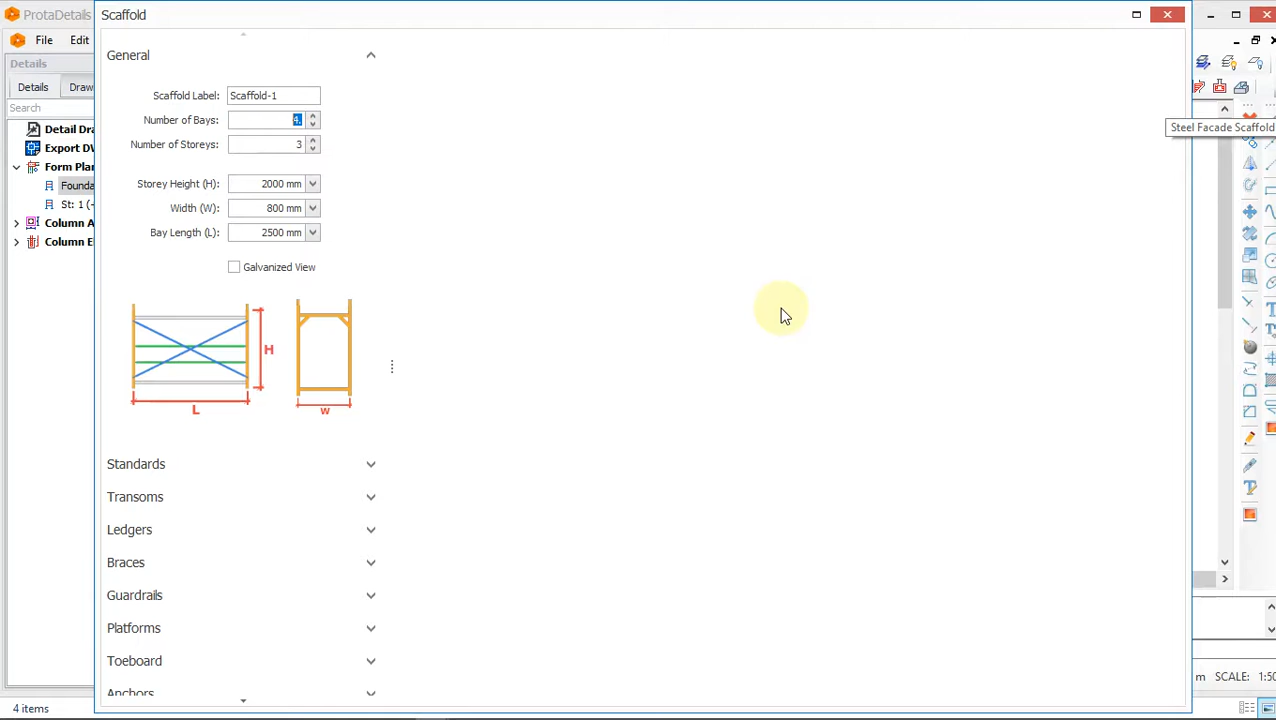 ProtaDetails
Scaffold
File Edit
General
Details
Details Draw
Scaffold Label: Scaffold-1
Search
Number of Bays: 4
Steel Facade Scaffold
Detail Dra
Number of Storeys: 3
Export DW
Form Plan
Founda
Storey Height (H): 2000 mm
St: 1 (-
Width (W): 800 mm
Column A
Bay Length (L): 2500 mm
Column E
Galvanized View
H
L
W
Standards
Transoms
Ledgers
Braces
Guardrails
Platforms
Toeboard
m SCALE: 1:50
Anchors
4 items